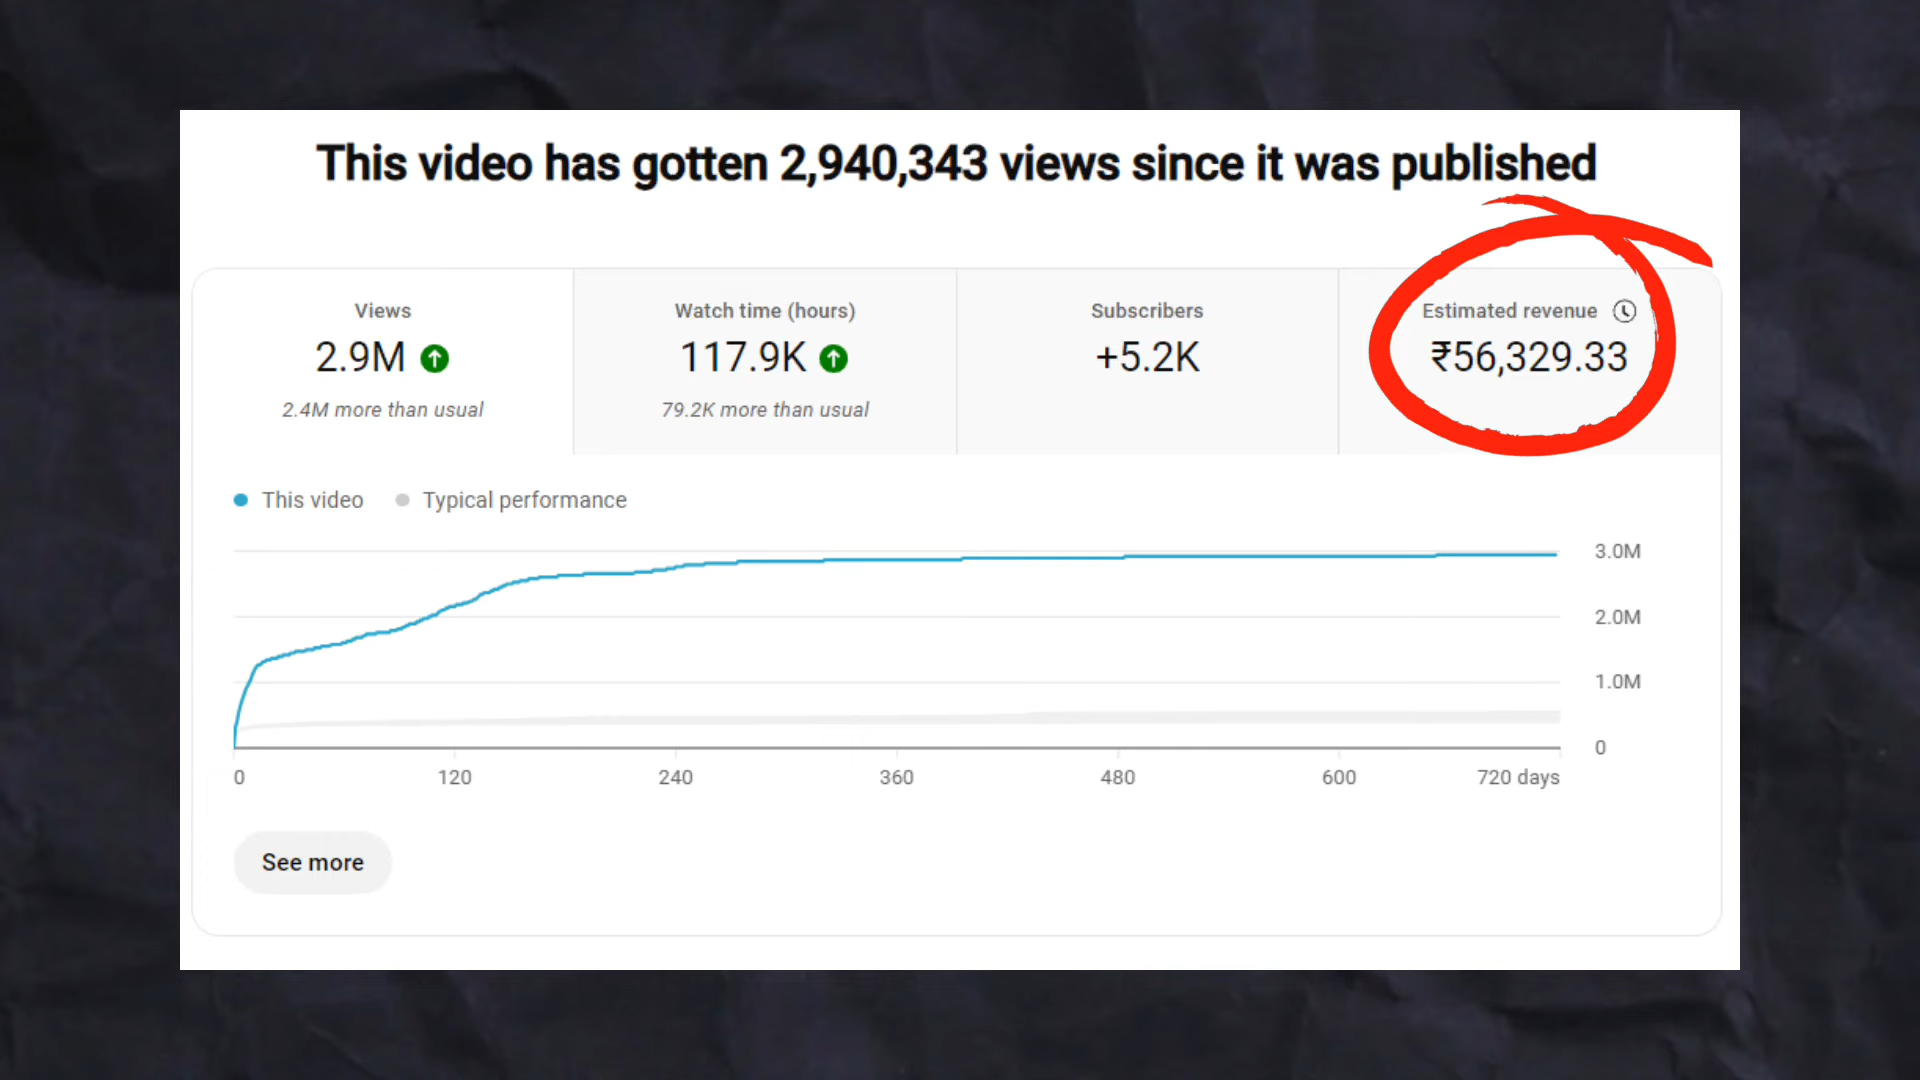 This video has gotten 2,940,343 views since it was published
Views
2.9M
2.4M more than usual
Watch time (hours)
117.9K
79.2K more than usual
Subscribers
+5.2K
Estimated revenue
₹56,329.33
This video
Typical performance
3.0M
2.0M
1.0M
0
0 120 240 360 480 600 720 days
See more